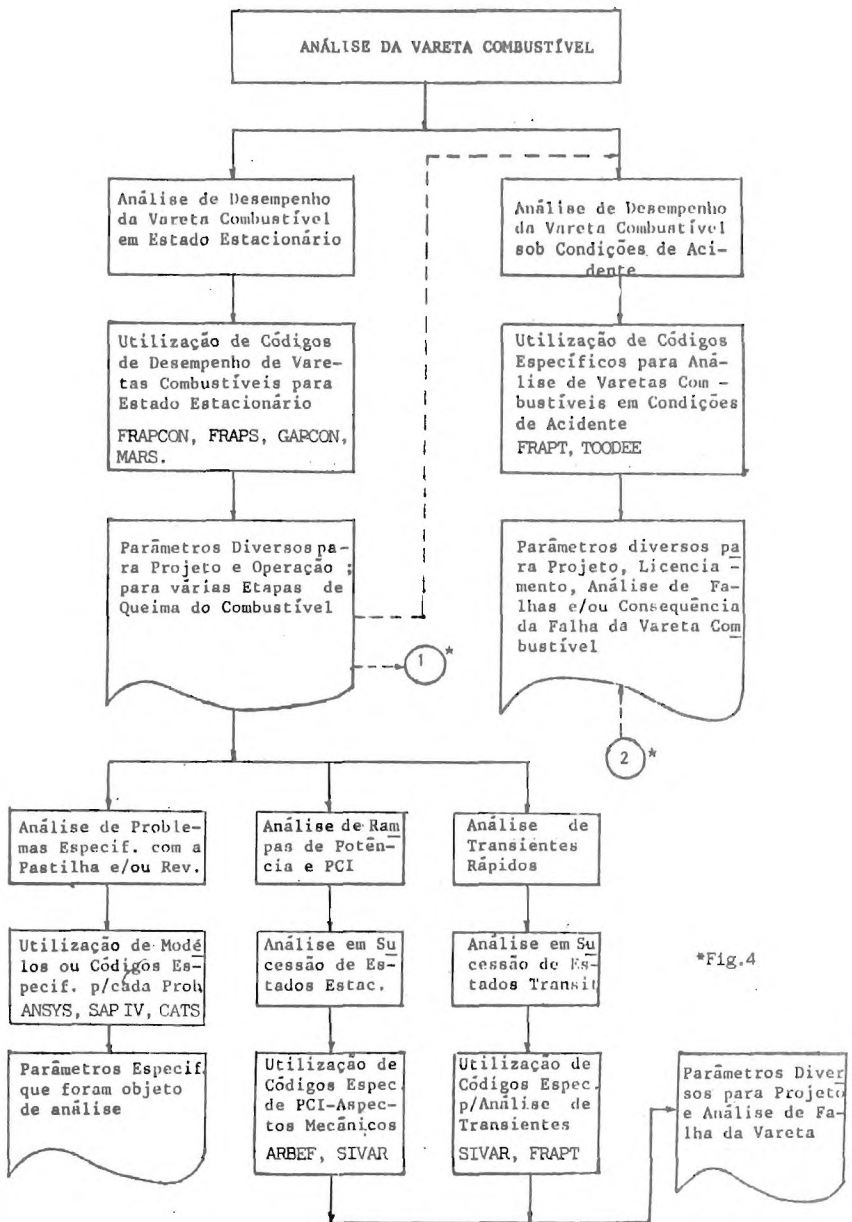 ANÁLISE DA VARETA COMBUSTÍVEL
Análise de Desempenho
da Vareta Combustível
em Estado Estacionário
Análise de Desempenho
da Vareta Combustível
sob Condições de Aci-
dente
Utilização de Códigos
de Desempenho de Vare-
tas Combustíveis para
Estado Estacionário
FRAPCON, FRAPS, GAPCON,
MARS.
Utilização de Códigos
Específicos para Aná-
lise de Varetas Com -
bustíveis em Condições
de Acidente
FRAPT, TOODEE
Parâmetros Diversos pa-
ra Projeto e Operação ;
para várias Etapas de
Queima do Combustível
Parâmetros diversos pa
ra Projeto, Licencia -
mento, Análise de Fa-
lhas e/ou Consequência
da Falha da Vareta Com
bustível
1 *
2 *
Análise de Proble-
mas Especif. com a
Pastilha e/ou Rev.
Análise de Ram
pas de Potên-
cia e PCI
Análise de
Transientes
Rápidos
Utilização de Modé
los ou Códigos Es-
pecif. p/cada Prob
ANSYS, SAP IV, CATS
Análise em Su
cessão de Es-
tados Estac.
Análise em Su
cessão de Es-
tados Transit
*Fig.4
Parâmetros Especif.
que foram objeto
de análise
Utilização de
Códigos Espec.
de PCI-Aspec-
tos Mecânicos
ARBEF, SIVAR
Utilização de
Códigos Espec.
p/Análise de
Transientes
SIVAR, FRAPT
Parâmetros Diver
sos para Projeto
e Análise de Fa-
lha da Vareta